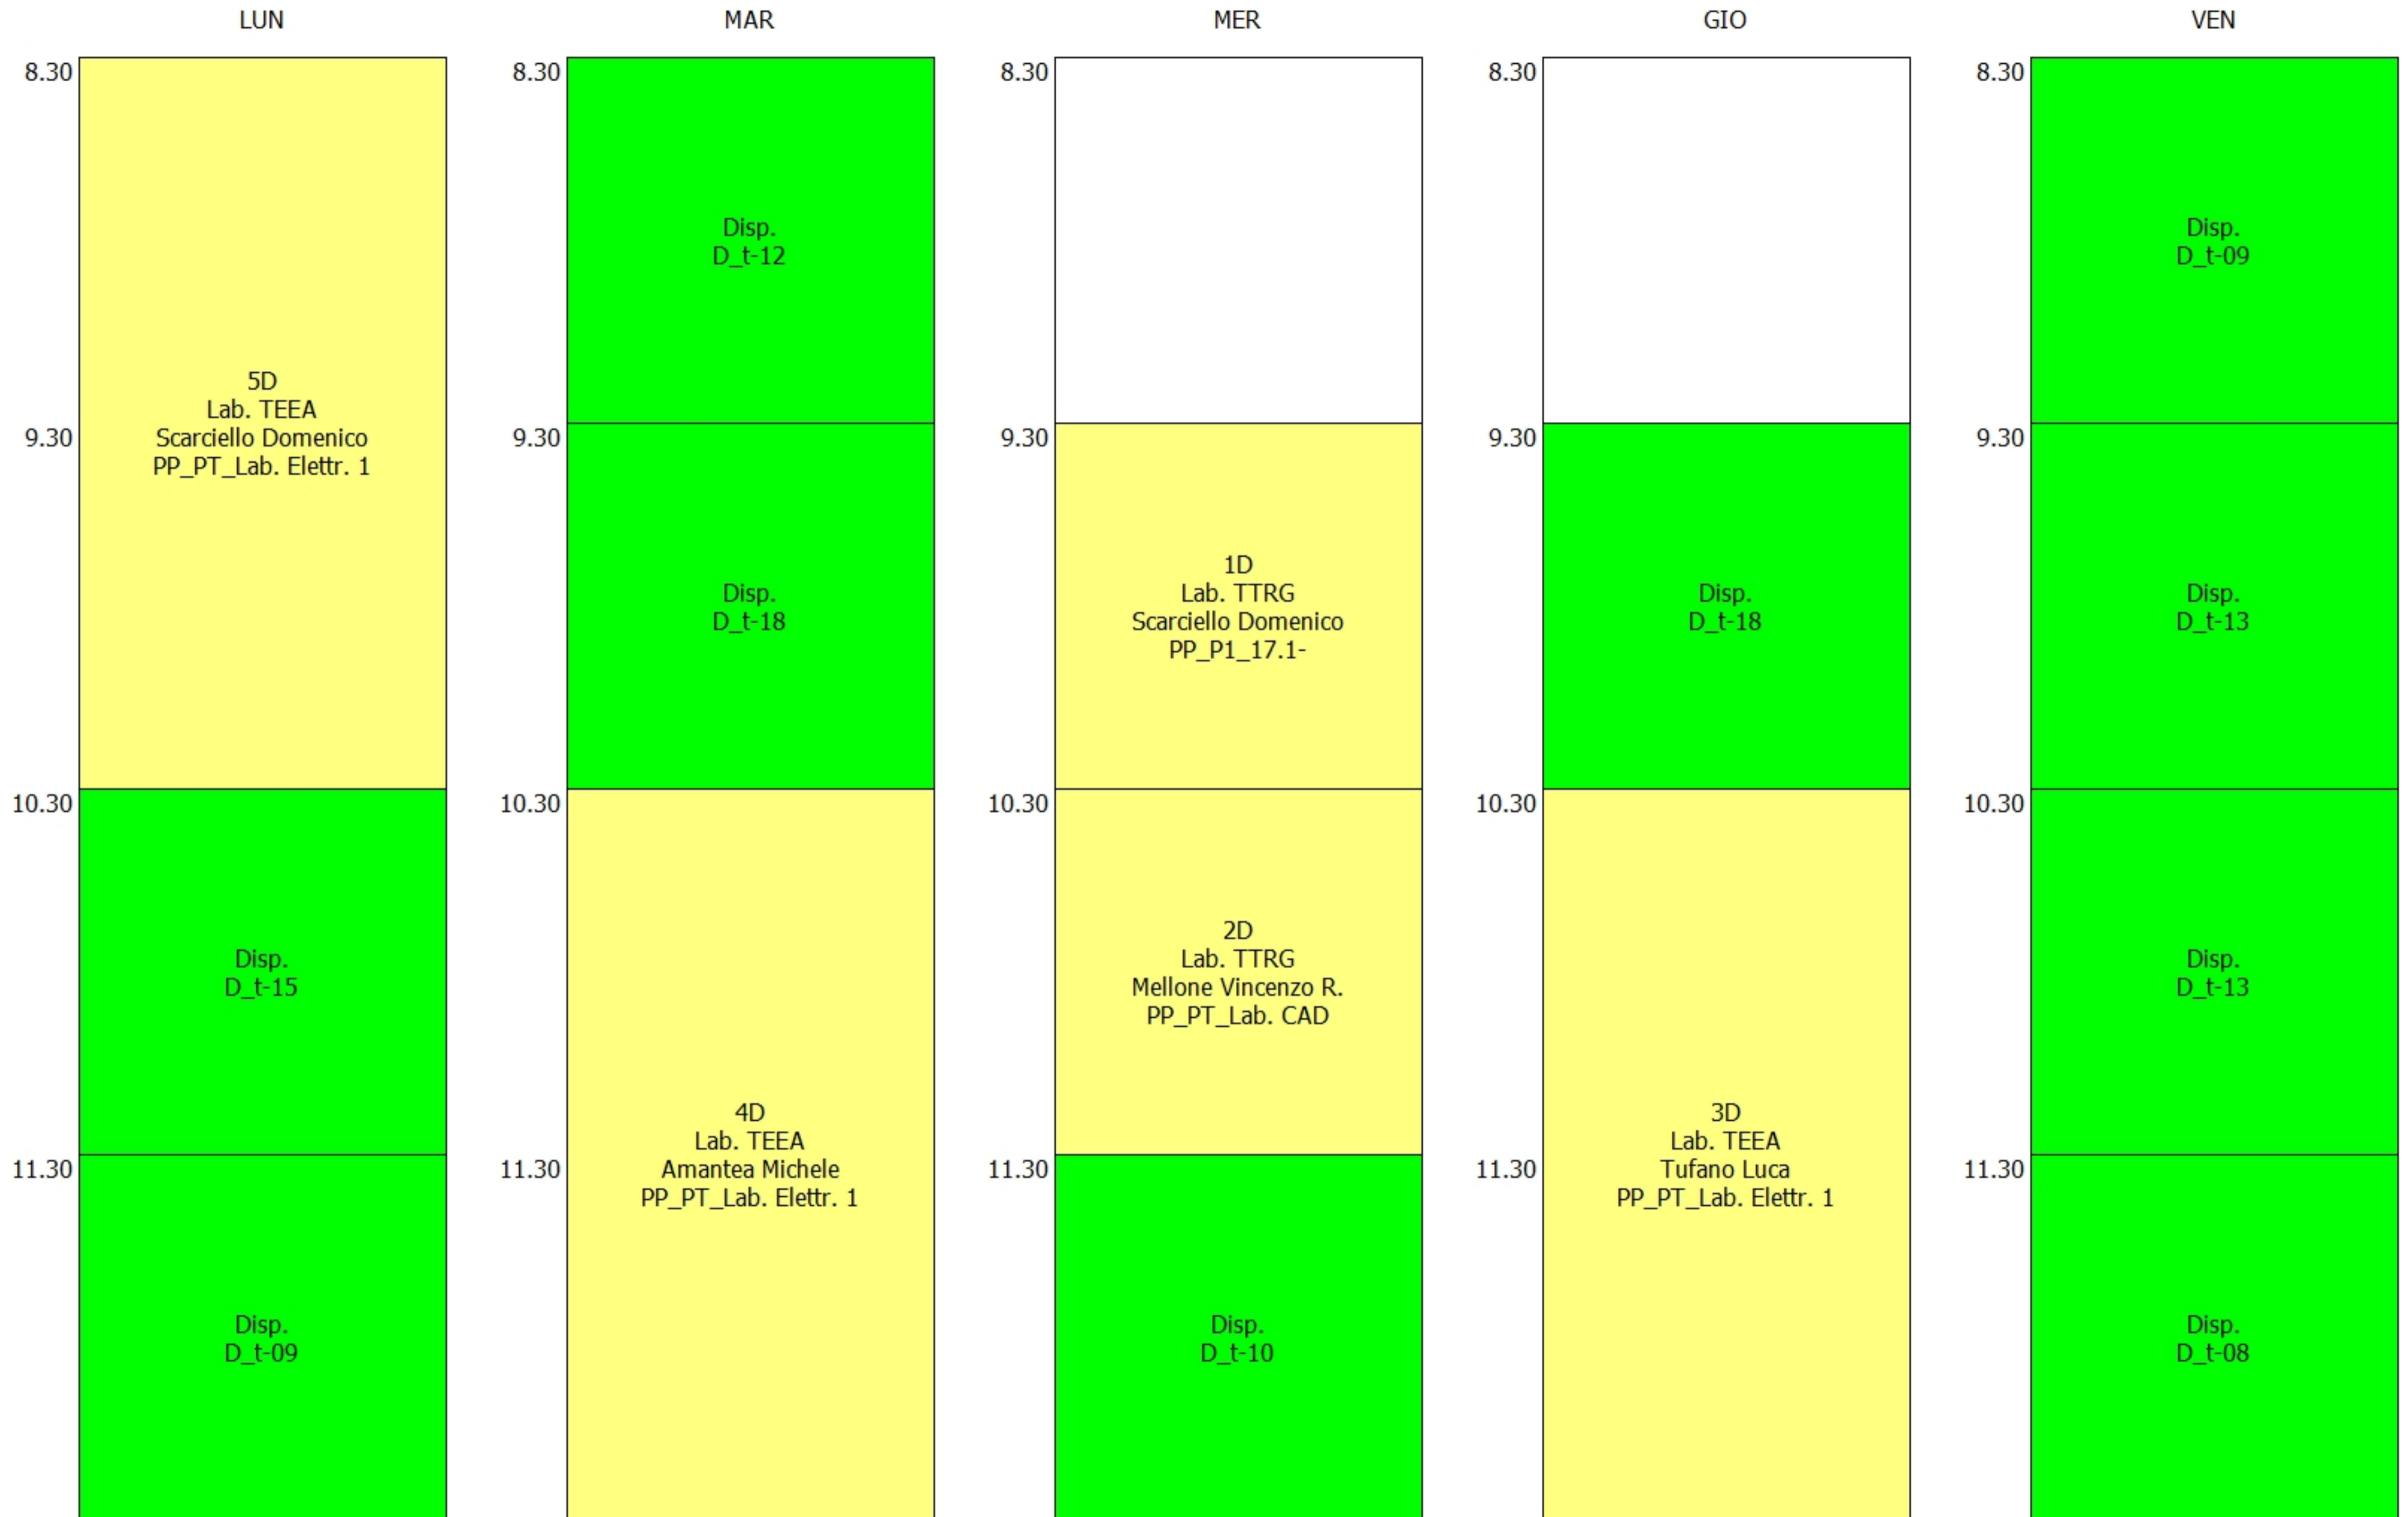 LUN
8.30
5D
Lab. TEEA
Scarciello Domenico
PP_PT_Lab. Elettr. 1
9.30
10.30
Disp.
D_t-15
11.30
Disp.
D_t-09
MAR
8.30
Disp.
D_t-12
9.30
Disp.
D_t-18
10.30
4D
Lab. TEEA
Amantea Michele
PP_PT_Lab. Elettr. 1
11.30
MER
8.30
9.30
1D
Lab. TTRG
Scarciello Domenico
PP_P1_17.1-
10.30
2D
Lab. TTRG
Mellone Vincenzo R.
PP_PT_Lab. CAD
11.30
Disp.
D_t-10
GIO
8.30
9.30
Disp.
D_t-18
10.30
3D
Lab. TEEA
Tufano Luca
PP_PT_Lab. Elettr. 1
11.30
VEN
8.30
Disp.
D_t-09
9.30
Disp.
D_t-13
10.30
Disp.
D_t-13
11.30
Disp.
D_t-08